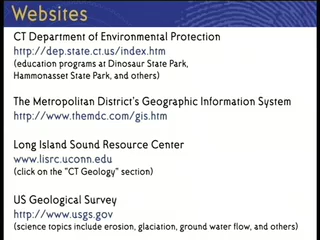 Websites
CT Department of Environmental Protection
http://dep.state.ct.us/index.htm
(education programs at Dinosaur State Park,
Hammonasset State Park, and others)
The Metropolitan District's Geographic Information System
http://www.themdc.com/gis.htm
Long Island Sound Resource Center
www.lisrc.uconn.edu
(click on the "CT Geology" section)
US Geological Survey
http://www.usgs.gov
(science topics include erosion, glaciation, ground water flow, and others)